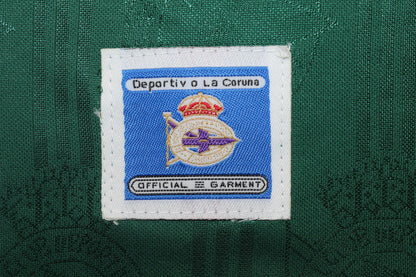 Deportivo La Coruna
OFFICIAL GARMENT